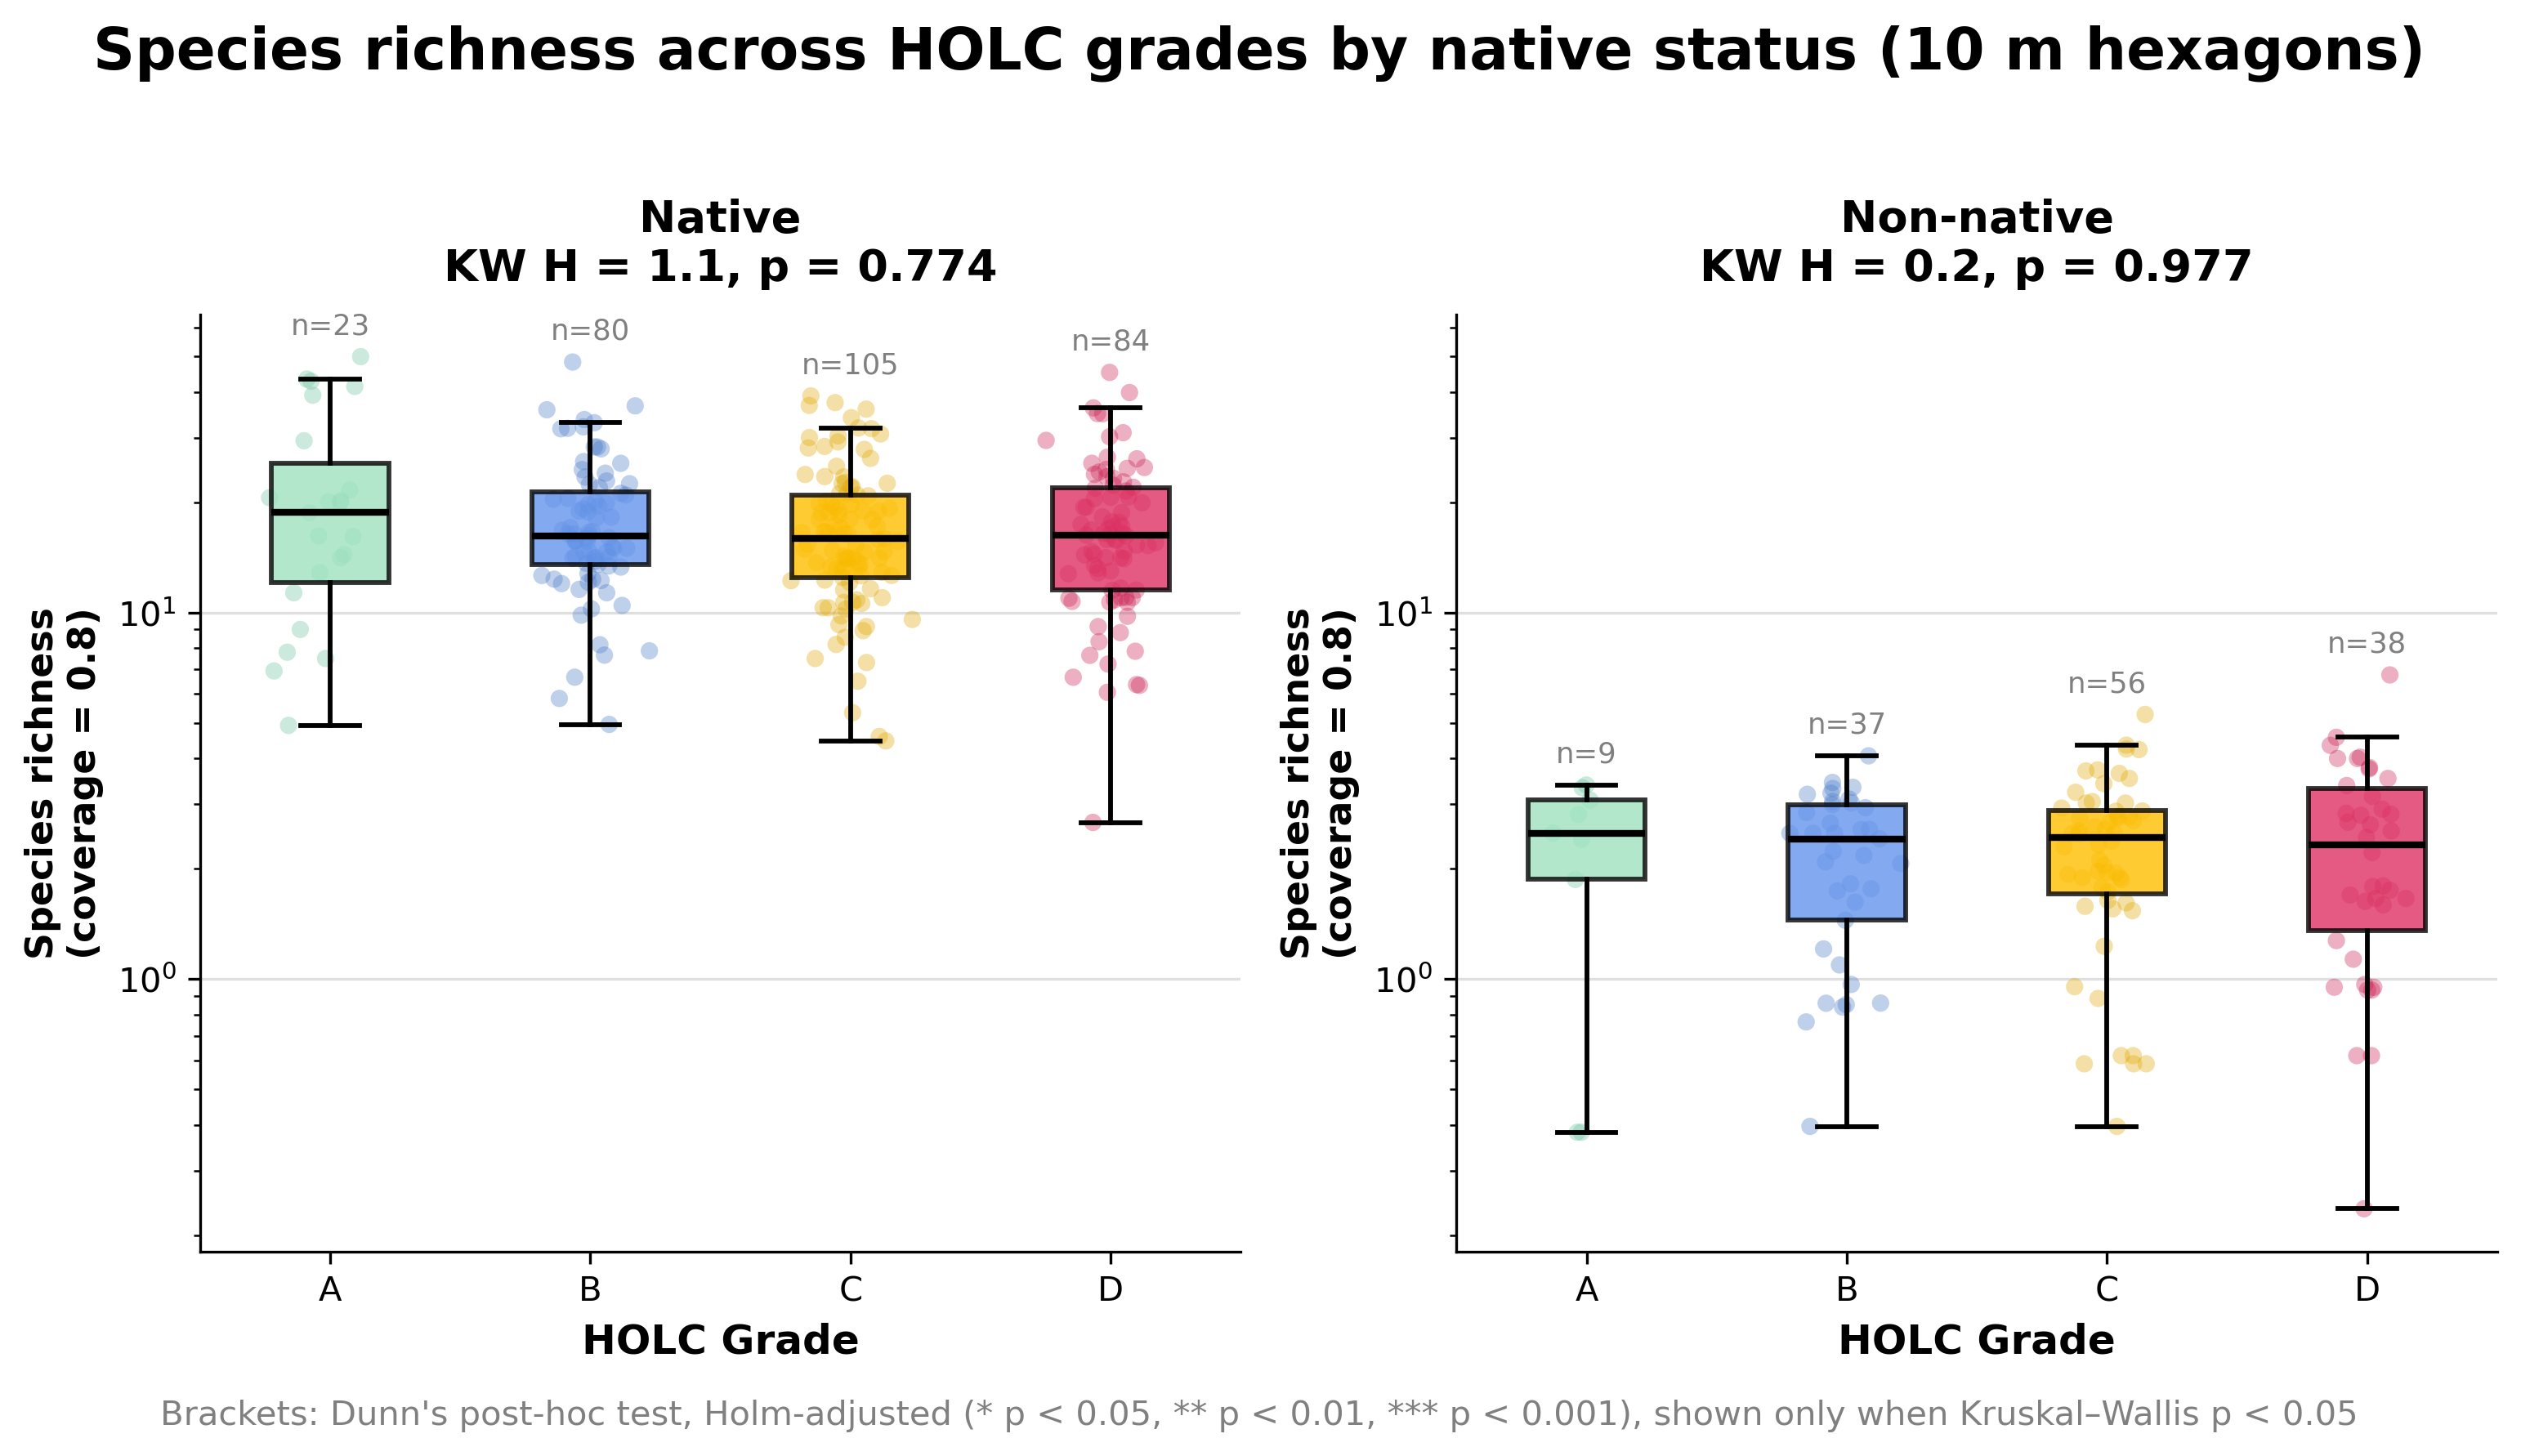 Species richness across HOLC grades by native status (10 m hexagons)
Native
KW H = 1.1, p = 0.774
n=23
n=80
n=105
n=84
Species richness
(coverage = 0.8)
10¹
10⁰
A
B
C
D
HOLC Grade
Non-native
KW H = 0.2, p = 0.977
n=9
n=37
n=56
n=38
Species richness
(coverage = 0.8)
10¹
10⁰
A
B
C
D
HOLC Grade
Brackets: Dunn's post-hoc test, Holm-adjusted (* p < 0.05, ** p < 0.01, *** p < 0.001), shown only when Kruskal–Wallis p < 0.05